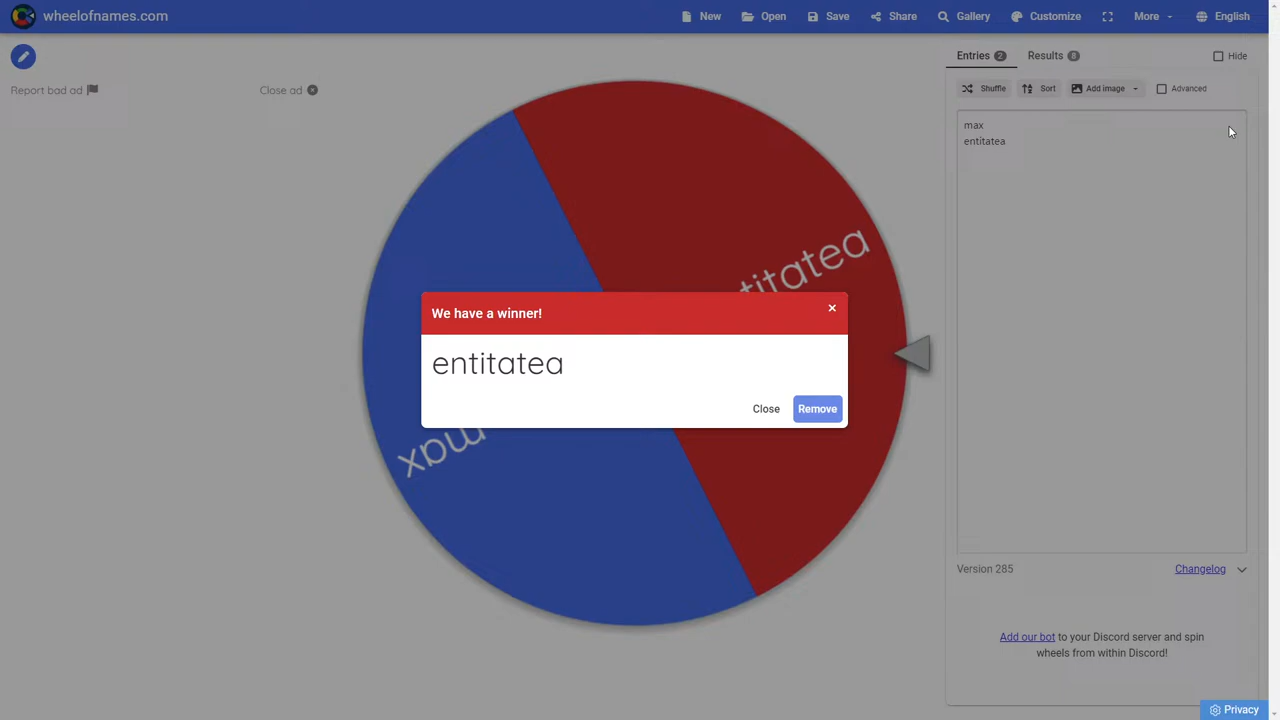 wheelofnames.com
New
Open
Save
Share
Gallery
Customize
More
English
Report bad ad
Close ad
Entries 2
Results 8
Hide
Shuffle
Sort
Add image
Advanced
max
entitatea
titatea
We have a winner!
entitatea
Close
Remove
max
Version 285
Changelog
Add our bot to your Discord server and spin
wheels from within Discord!
Privacy